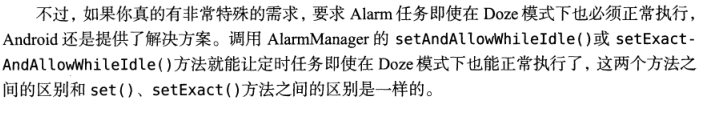 不过，如果你真的有非常特殊的需求，要求 Alarm 任务即使在 Doze 模式下也必须正常执行，
Android 还是提供了解决方案。调用 AlarmManager 的 setAndAllowWhileIdle()或 setExact-
AndAllowWhileIdle()方法就能让定时任务即使在 Doze 模式下也能正常执行了，这两个方法之
间的区别和 set()、setExact()方法之间的区别是一样的。